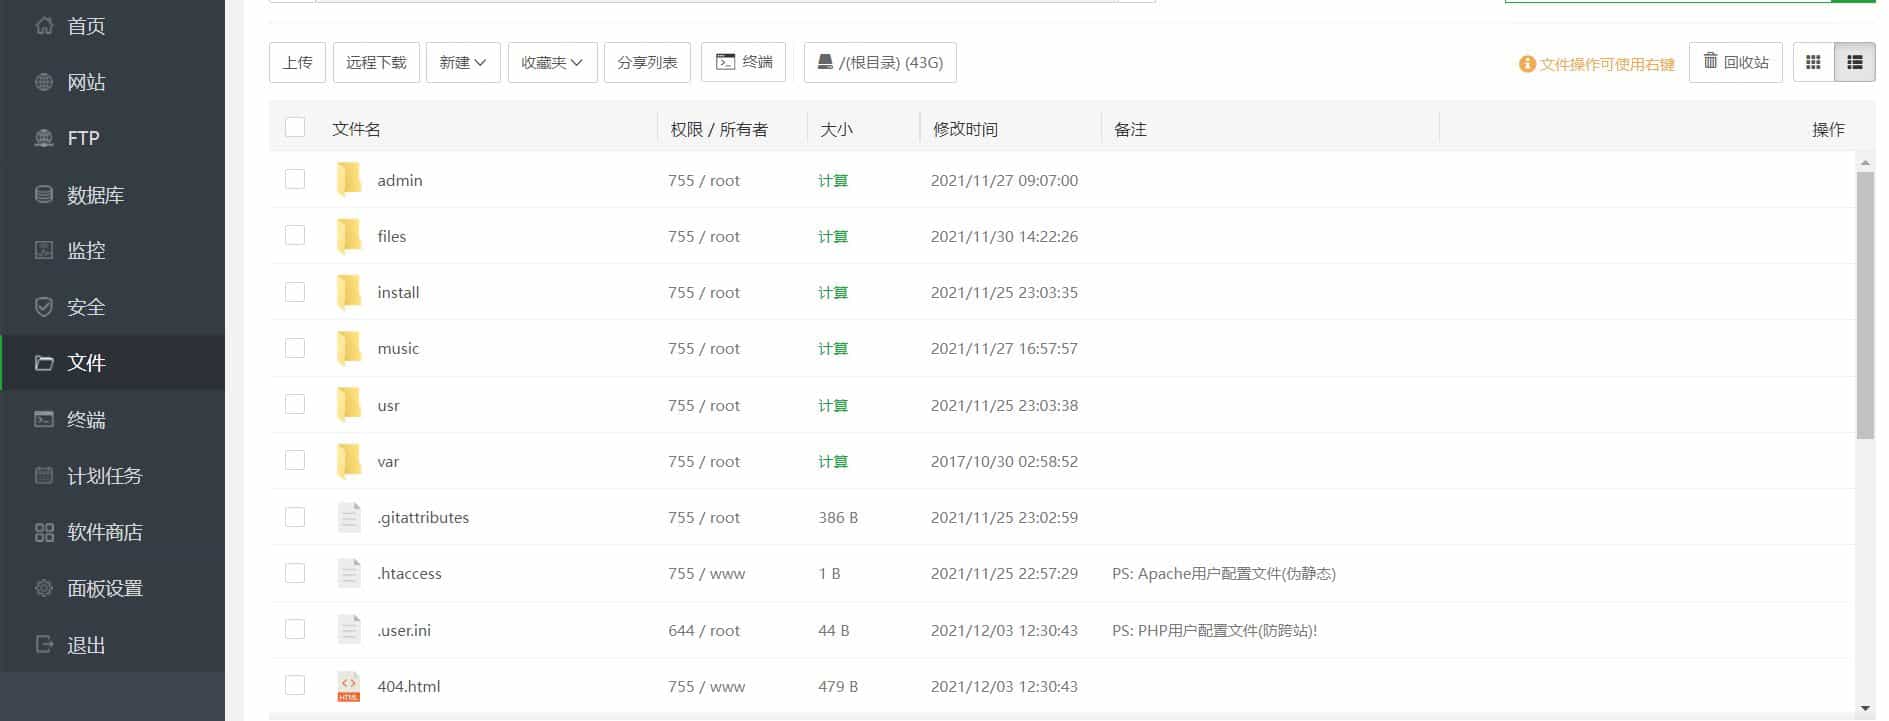 首页
网站
FTP
数据库
监控
安全
文件
终端
计划任务
软件商店
面板设置
退出
上传 远程下载 新建 收藏夹 分享列表 终端 /(根目录) (43G) 文件操作可使用右键 回收站
文件名 权限 / 所有者 大小 修改时间 备注 操作
admin 755 / root 计算 2021/11/27 09:07:00
files 755 / root 计算 2021/11/30 14:22:26
install 755 / root 计算 2021/11/25 23:03:35
music 755 / root 计算 2021/11/27 16:57:57
usr 755 / root 计算 2021/11/25 23:03:38
var 755 / root 计算 2017/10/30 02:58:52
.gitattributes 755 / root 386 B 2021/11/25 23:02:59
.htaccess 755 / www 1 B 2021/11/25 22:57:29 PS: Apache用户配置文件(伪静态)
.user.ini 644 / root 44 B 2021/12/03 12:30:43 PS: PHP用户配置文件(防跨站)!
HTML 404.html 755 / www 479 B 2021/12/03 12:30:43